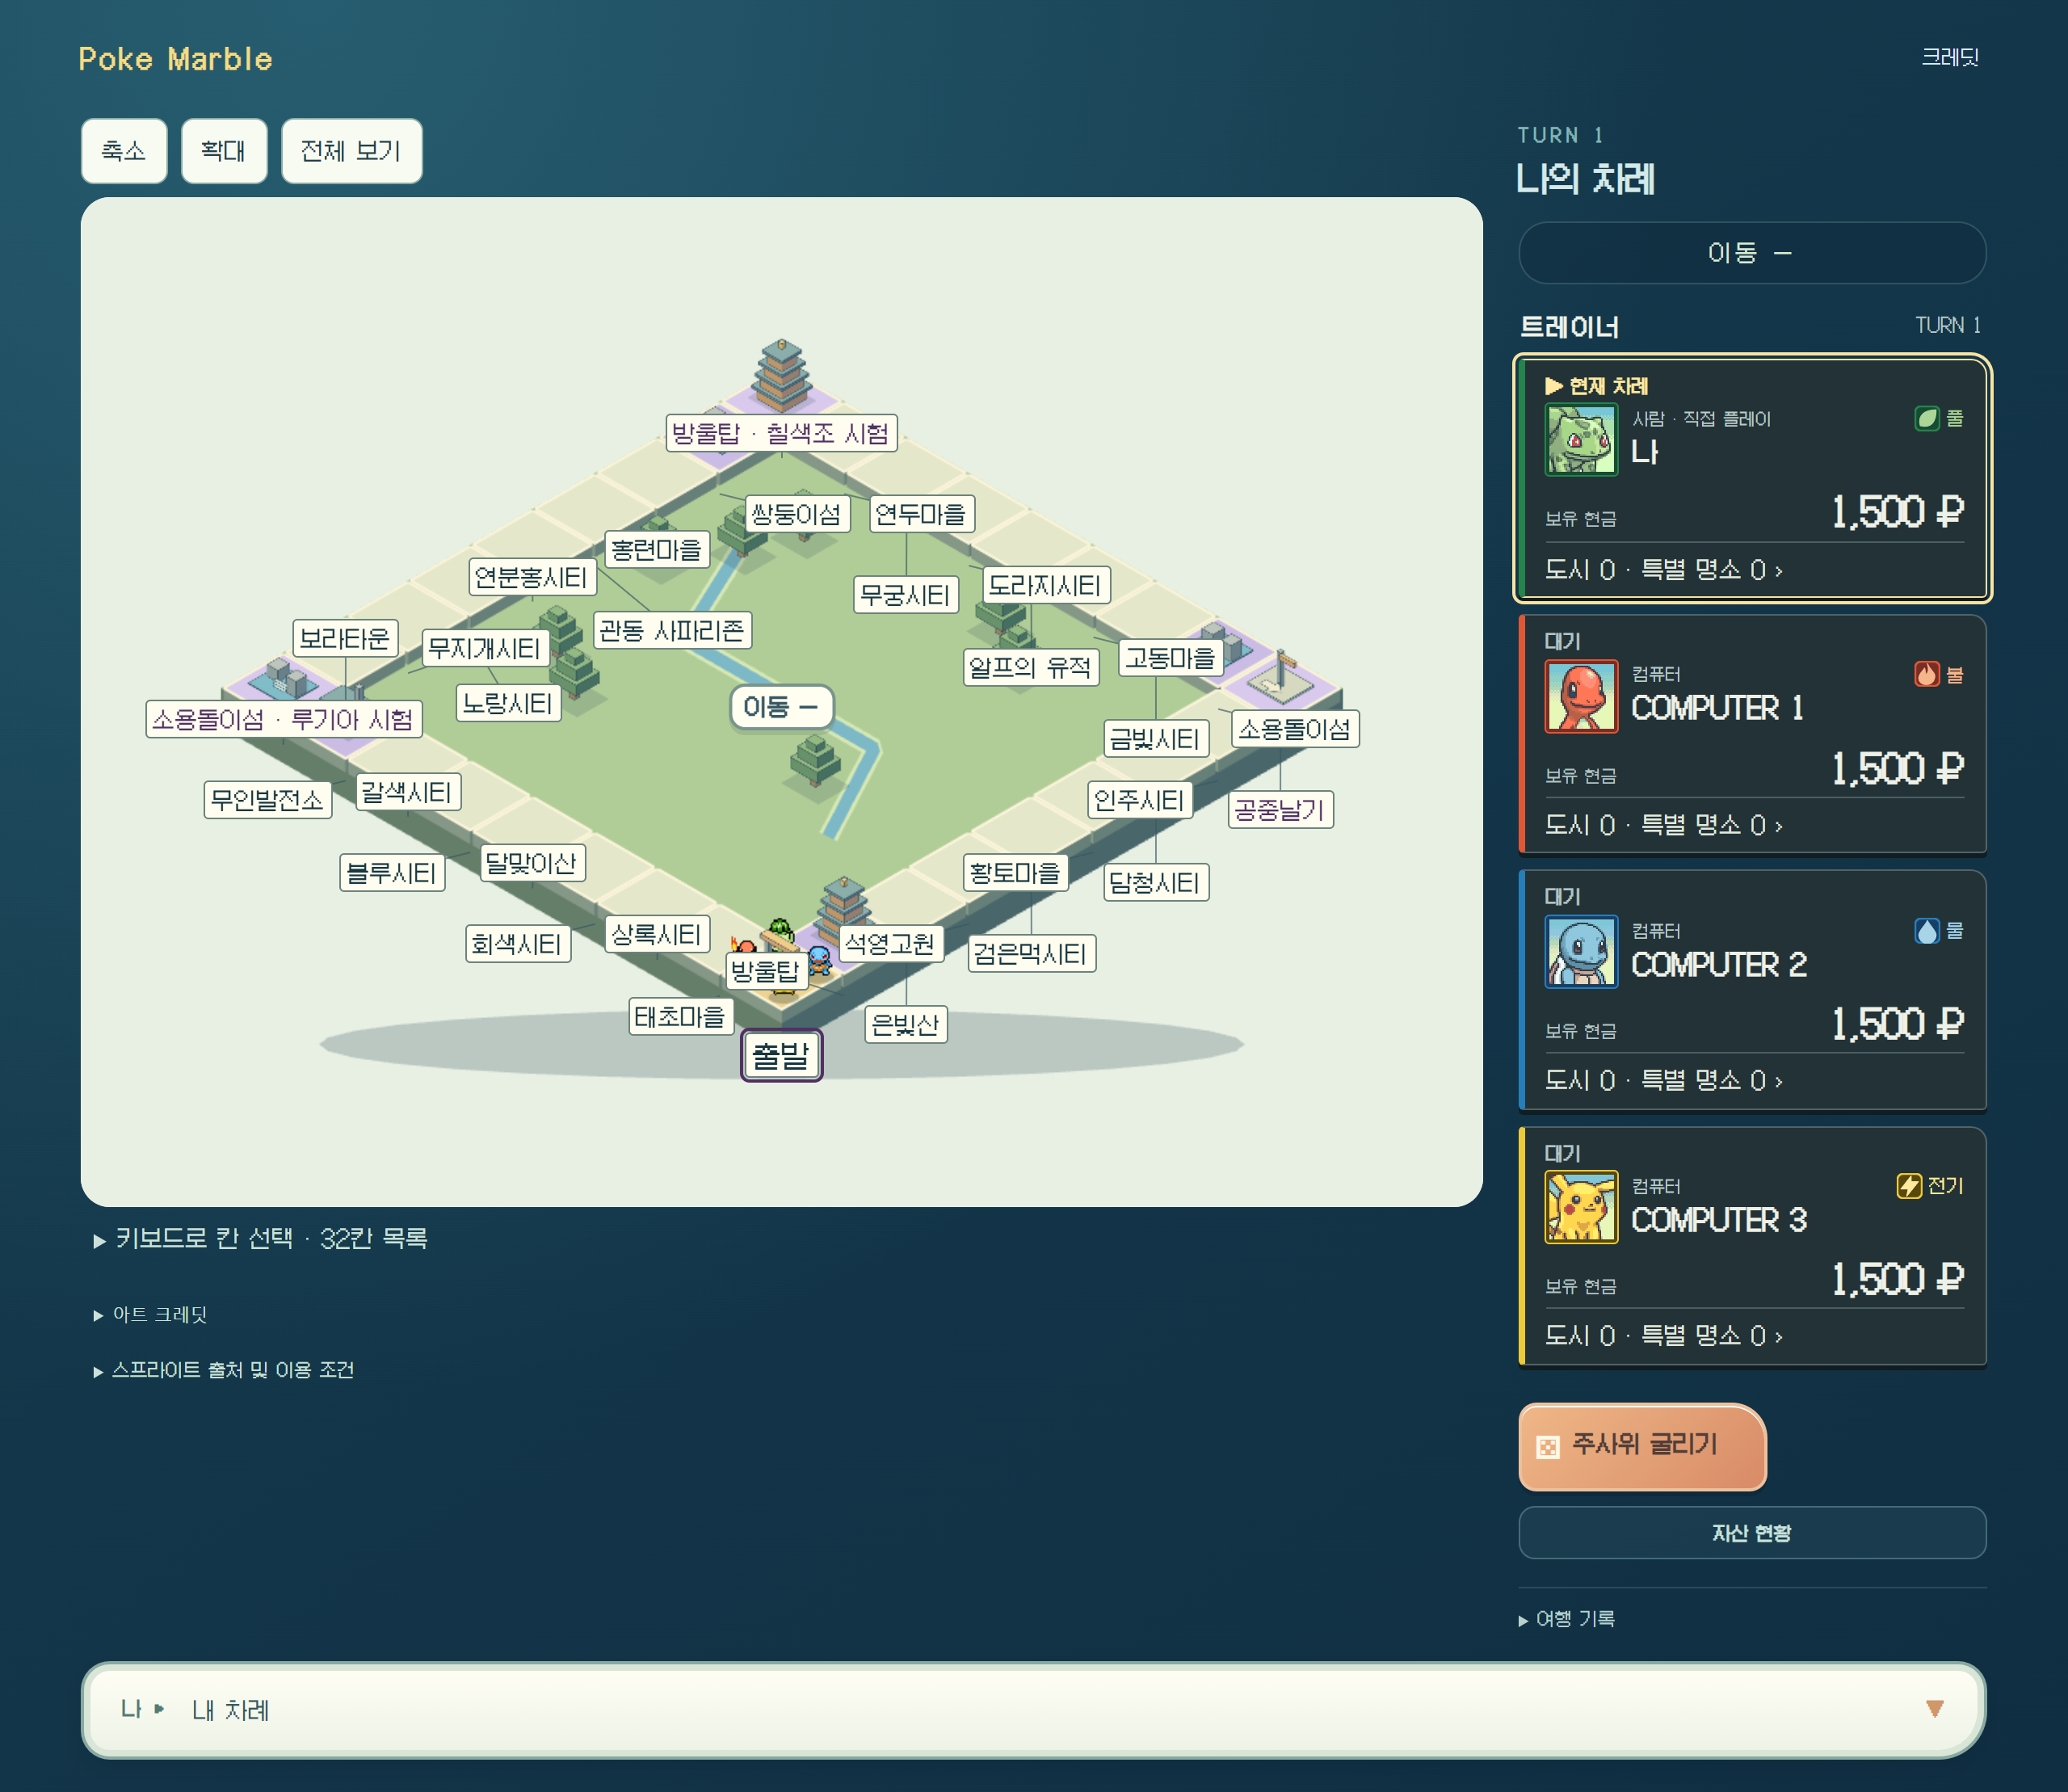 Poke Marble
크레딧
축소
확대
전체 보기
TURN 1
나의 차례
이동 —
방울탑 · 칠색조 시험
쌍둥이섬
연두마을
홍련마을
연분홍시티
무궁시티
도라지시티
보라타운
무지개시티
관동 사파리존
알프의 유적
고동마을
노랑시티
이동 —
소용돌이섬 · 루기아 시험
금빛시티
소용돌이섬
무인발전소
갈색시티
인주시티
공중날기
블루시티
달맞이산
황토마을
담청시티
회색시티
상록시티
석영고원
검은먹시티
방울탑
태초마을
은빛산
출발
트레이너
TURN 1
▶ 현재 차례
사람 · 직접 플레이
풀
나
보유 현금
1,500 ₽
도시 0 · 특별 명소 0 ›
대기
컴퓨터
불
COMPUTER 1
보유 현금
1,500 ₽
도시 0 · 특별 명소 0 ›
대기
컴퓨터
물
COMPUTER 2
보유 현금
1,500 ₽
도시 0 · 특별 명소 0 ›
대기
컴퓨터
전기
COMPUTER 3
보유 현금
1,500 ₽
도시 0 · 특별 명소 0 ›
▶ 키보드로 칸 선택 · 32칸 목록
▶ 아트 크레딧
▶ 스프라이트 출처 및 이용 조건
주사위 굴리기
자산 현황
▶ 여행 기록
나 ▶ 내 차례
▼